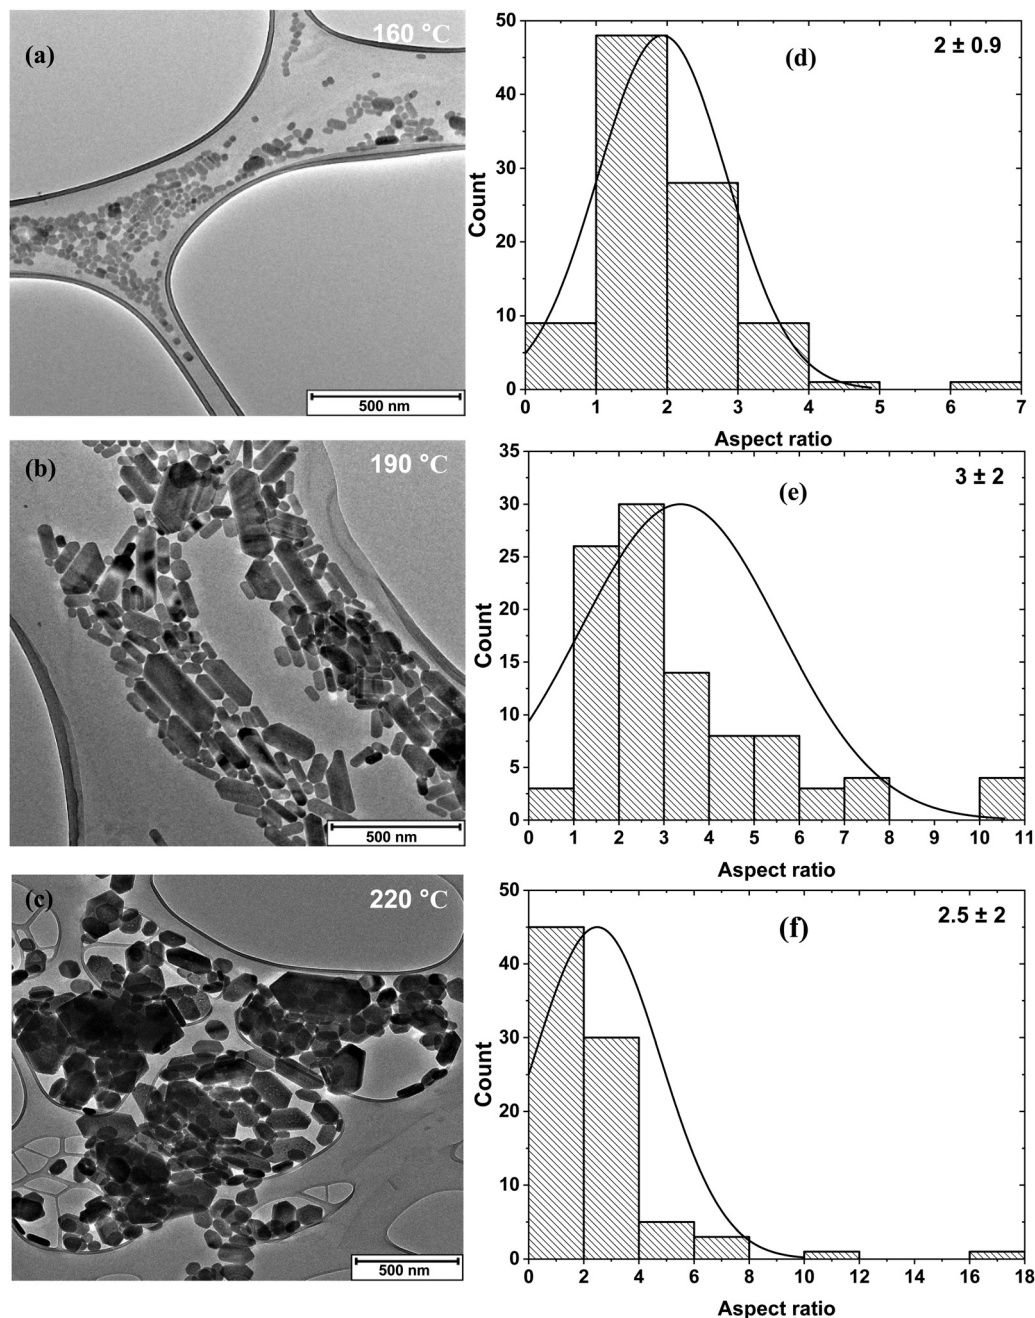 (a)
160 °C
500 nm
(d)
2 ± 0.9
50
40
30
20
10
0
Count
0 1 2 3 4 5 6 7
Aspect ratio
(b)
190 °C
500 nm
(e)
3 ± 2
35
30
25
20
15
10
5
0
Count
0 1 2 3 4 5 6 7 8 9 10 11
Aspect ratio
(c)
220 °C
500 nm
(f)
2.5 ± 2
50
40
30
20
10
0
Count
0 2 4 6 8 10 12 14 16 18
Aspect ratio